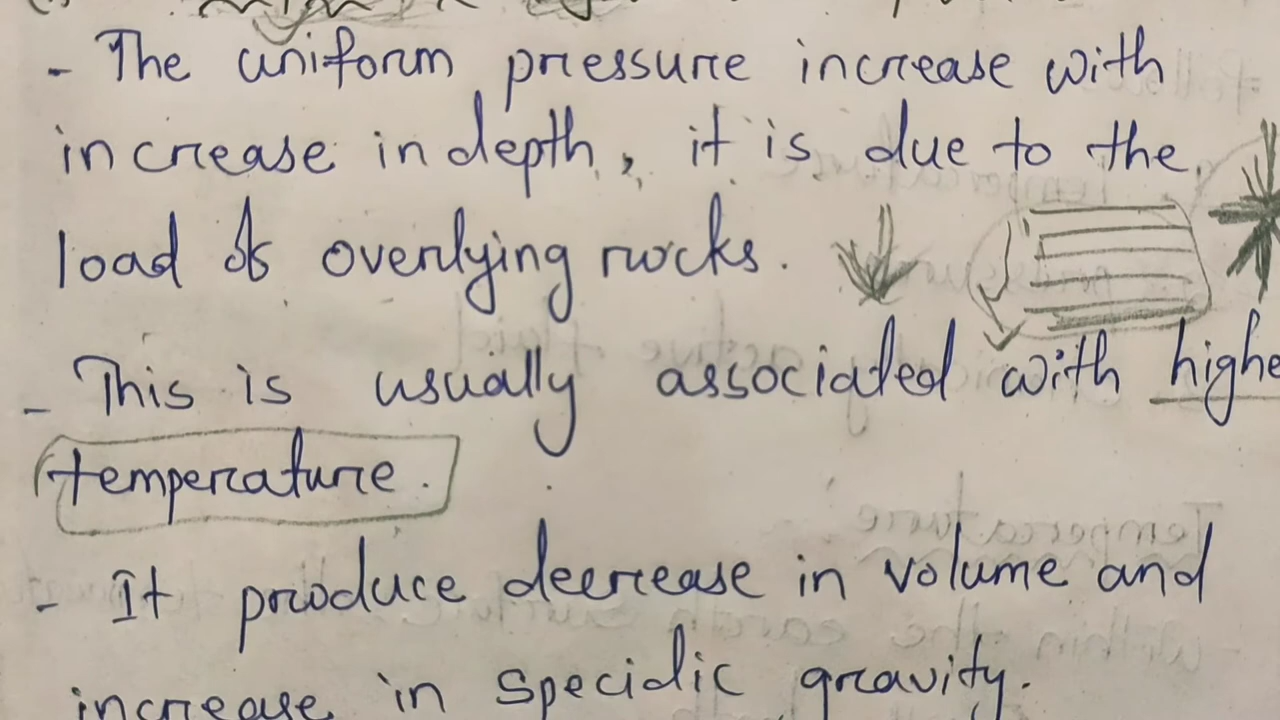 - The uniform pressure increase with
increase in depth, it is due to the
load of overlying rocks.
- This is usually associated with highe
temperature.
- It produce decrease in volume and
increase in specific gravity.